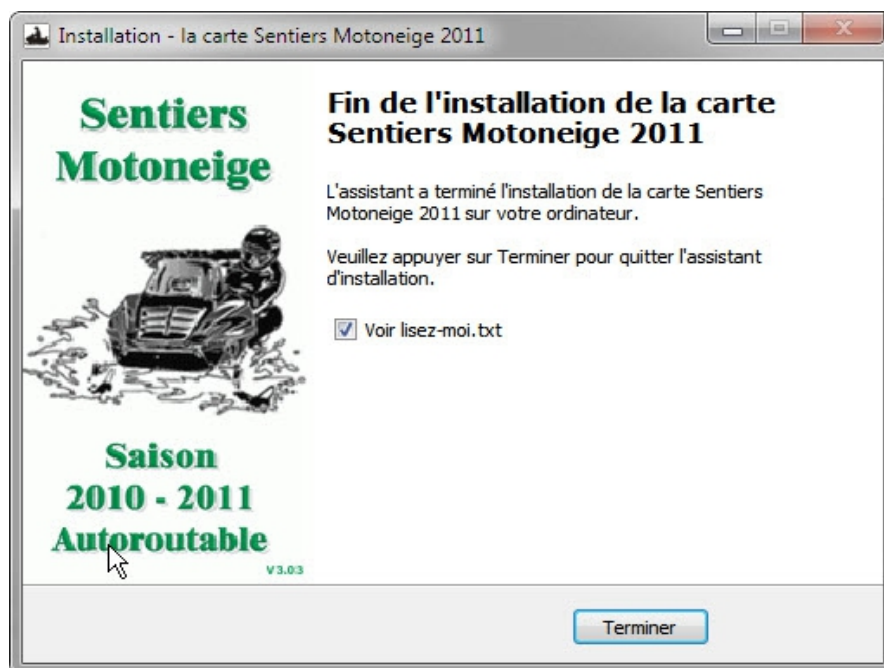 Installation - la carte Sentiers Motoneige 2011
Sentiers
Motoneige
Saison
2010 - 2011
Autoroutable
V 3.03
Fin de l'installation de la carte
Sentiers Motoneige 2011
L'assistant a terminé l'installation de la carte Sentiers
Motoneige 2011 sur votre ordinateur.
Veuillez appuyer sur Terminer pour quitter l'assistant
d'installation.
Voir lisez-moi.txt
Terminer